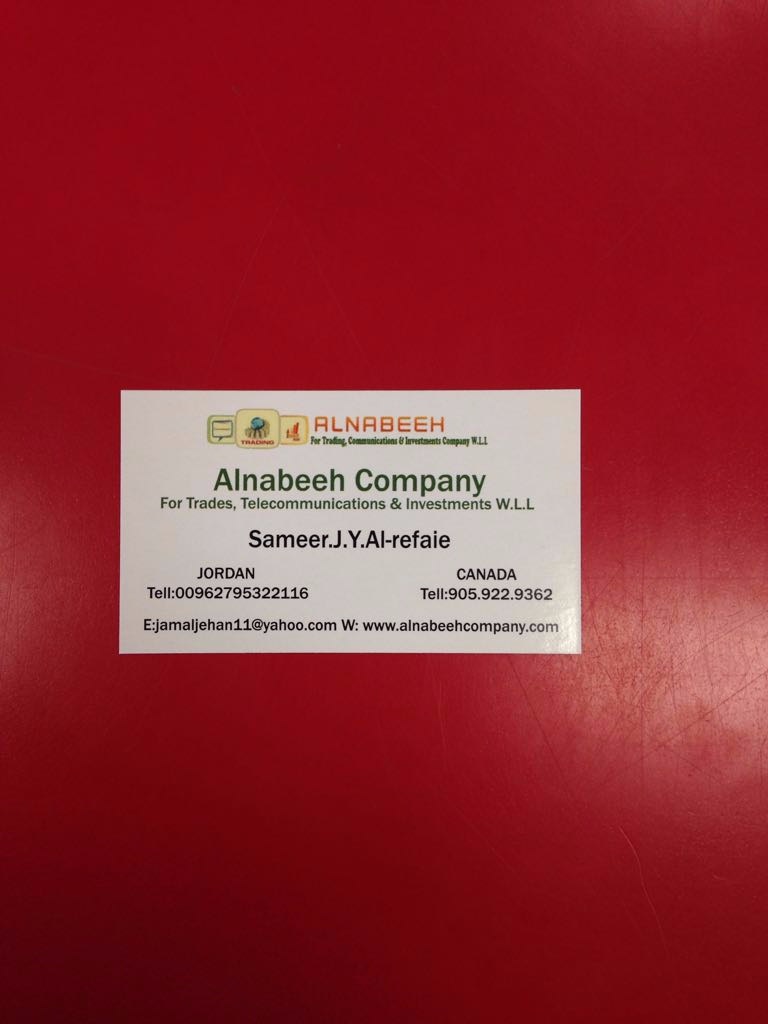 TRADING
ALNABEEH
For Trading, Communications & Investments Company W.L.L
Alnabeeh Company
For Trades, Telecommunications & Investments W.L.L
Sameer.J.Y.Al-refaie
JORDAN CANADA
Tell:00962795322116 Tell:905.922.9362
E:jamaljehan11@yahoo.com W: www.alnabeehcompany.com